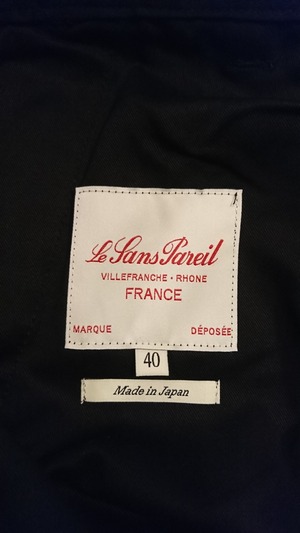 Le Sans Pareil
VILLEFRANCHE - RHONE
FRANCE
MARQUE DÉPOSÉE
40
Made in Japan